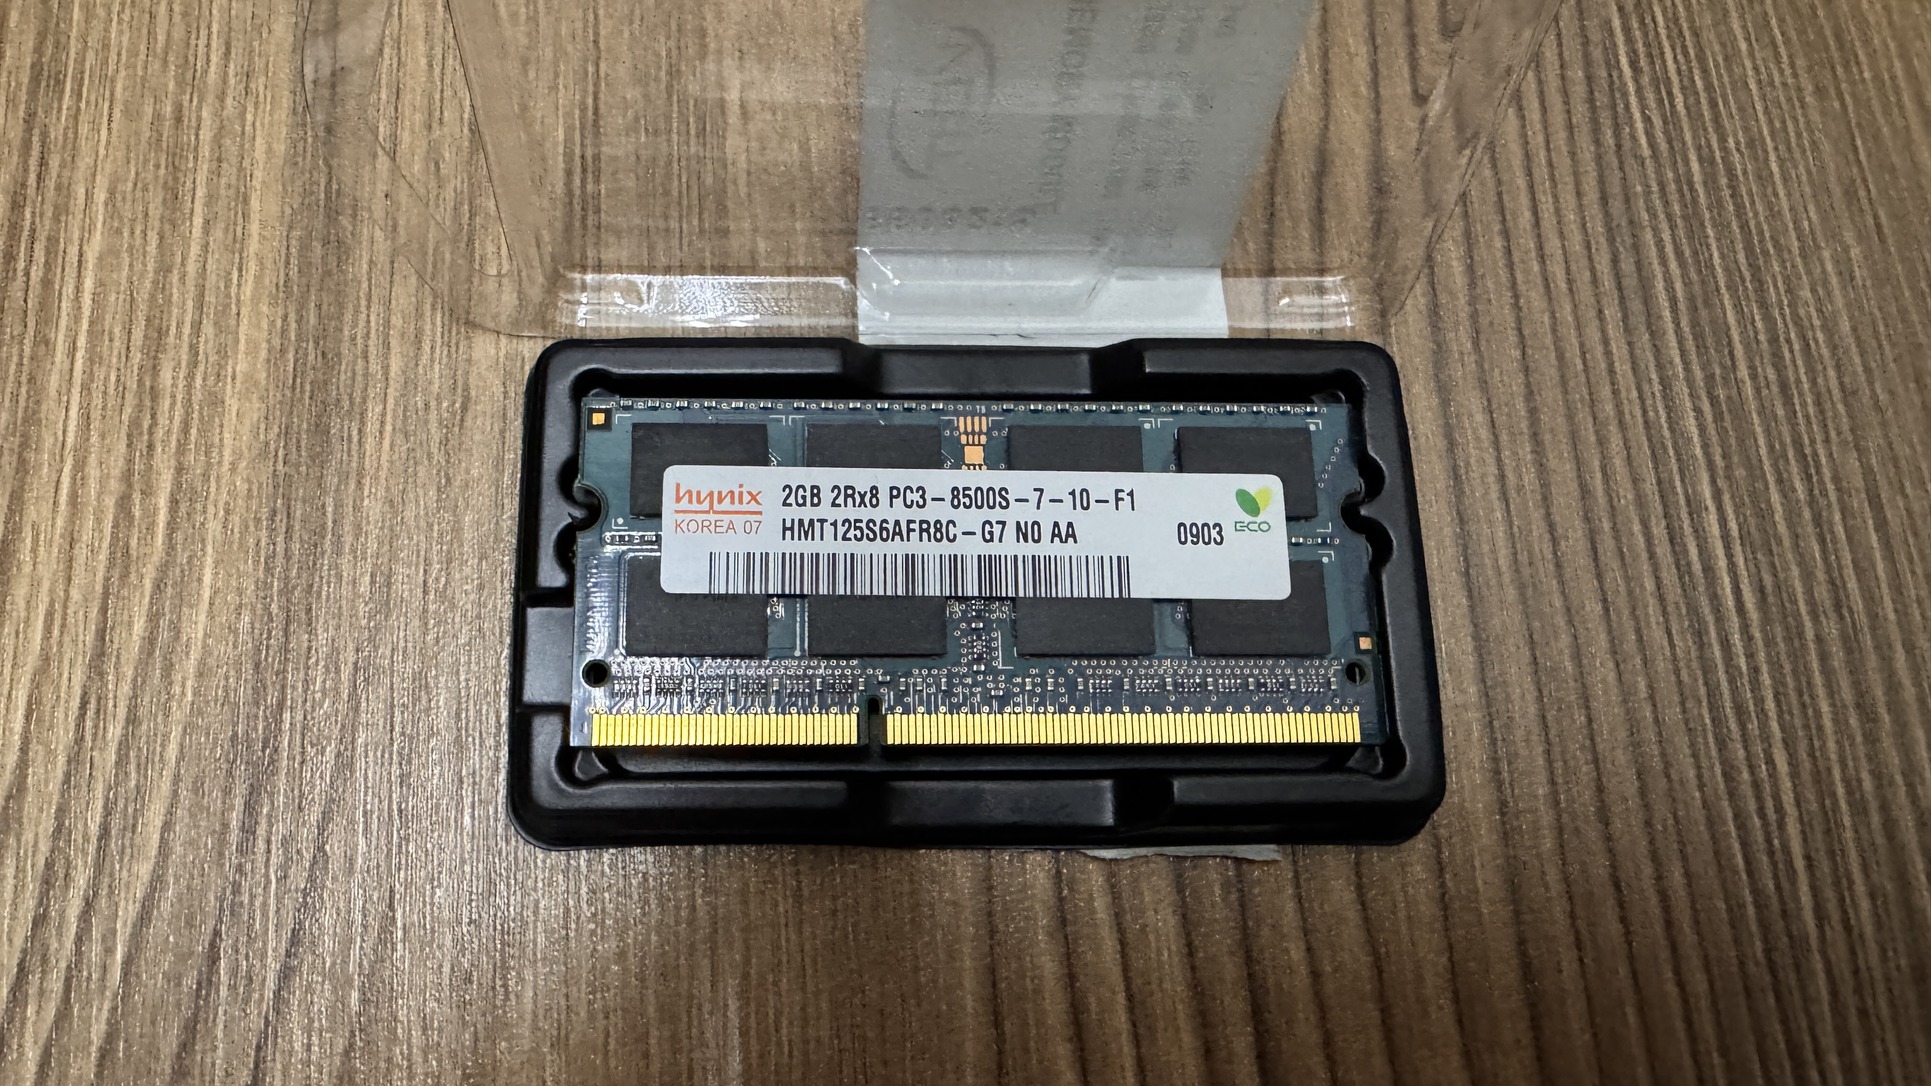 hynix
KOREA 07
2GB 2Rx8 PC3-8500S-7-10-F1
HMT125S6AFR8C-G7 N0 AA
0903
ECO